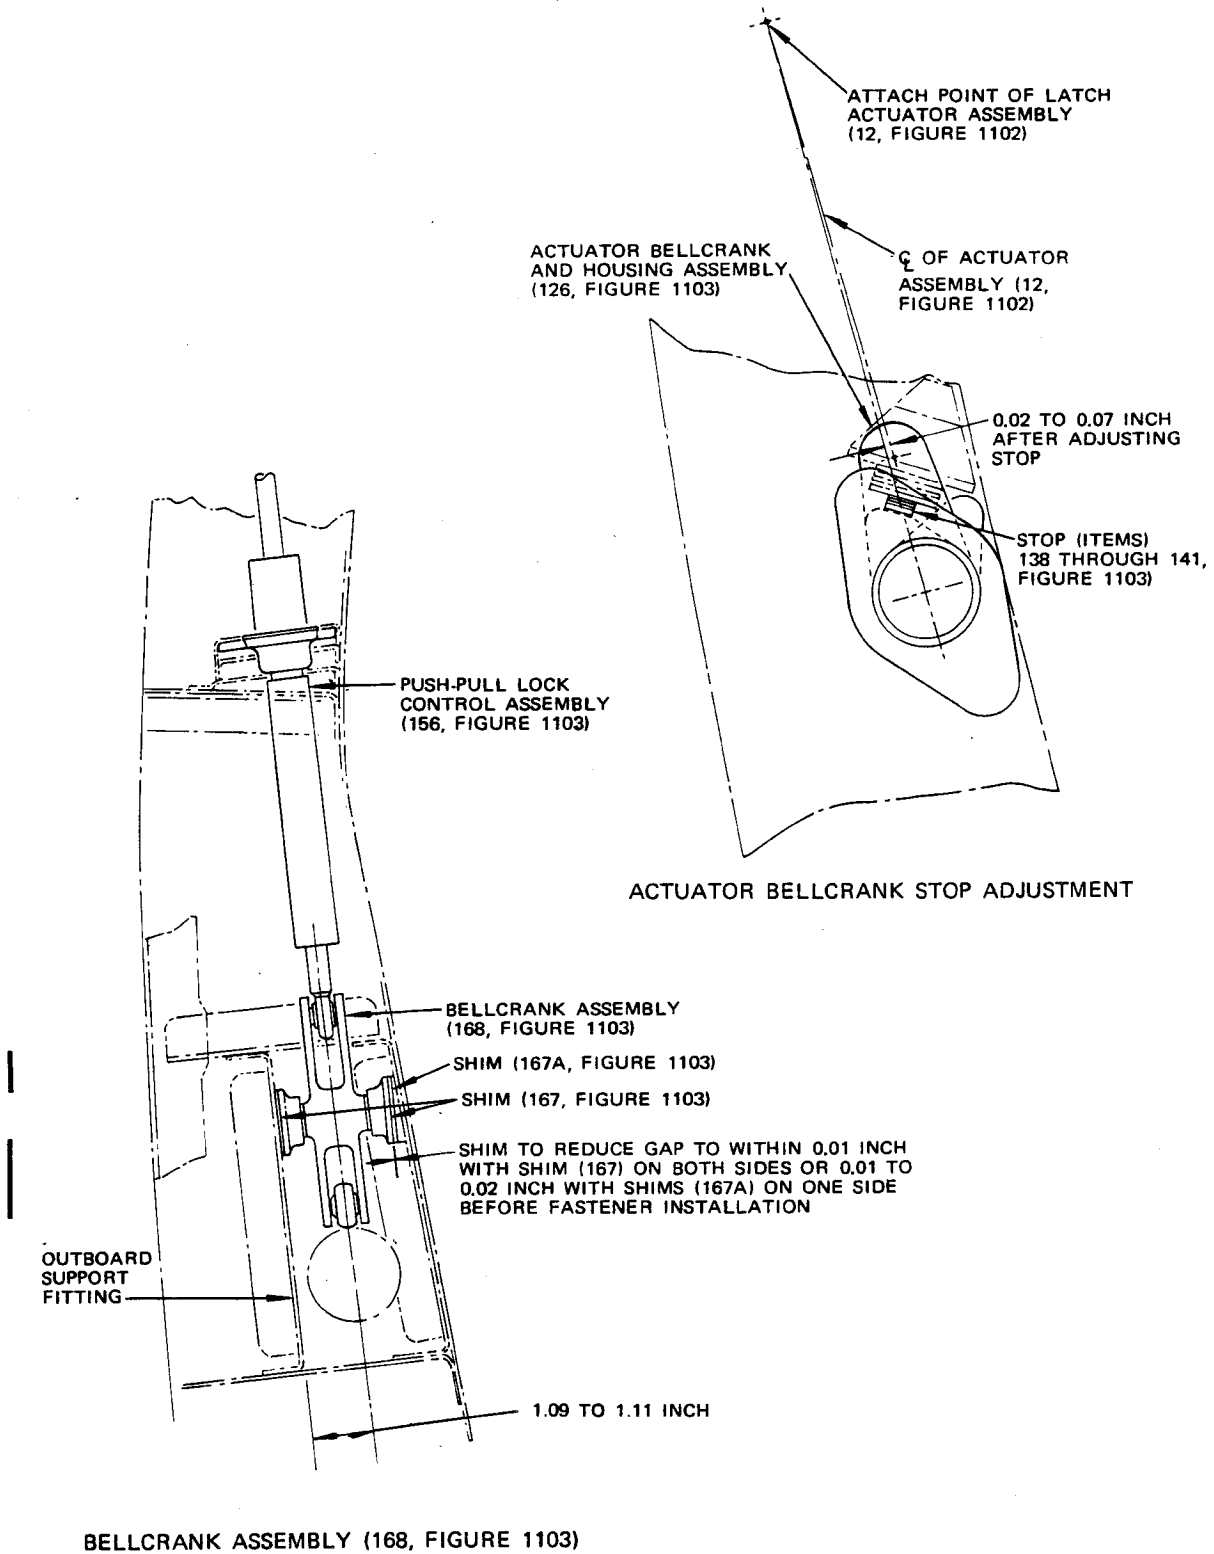 ATTACH POINT OF LATCH
ACTUATOR ASSEMBLY
(12, FIGURE 1102)
ACTUATOR BELLCRANK
AND HOUSING ASSEMBLY
(126, FIGURE 1103)
℄ OF ACTUATOR
ASSEMBLY (12,
FIGURE 1102)
0.02 TO 0.07 INCH
AFTER ADJUSTING
STOP
STOP (ITEMS)
138 THROUGH 141,
FIGURE 1103)
PUSH-PULL LOCK
CONTROL ASSEMBLY
(156, FIGURE 1103)
ACTUATOR BELLCRANK STOP ADJUSTMENT
BELLCRANK ASSEMBLY
(168, FIGURE 1103)
SHIM (167A, FIGURE 1103)
SHIM (167, FIGURE 1103)
SHIM TO REDUCE GAP TO WITHIN 0.01 INCH
WITH SHIM (167) ON BOTH SIDES OR 0.01 TO
0.02 INCH WITH SHIMS (167A) ON ONE SIDE
BEFORE FASTENER INSTALLATION
OUTBOARD
SUPPORT
FITTING
1.09 TO 1.11 INCH
BELLCRANK ASSEMBLY (168, FIGURE 1103)